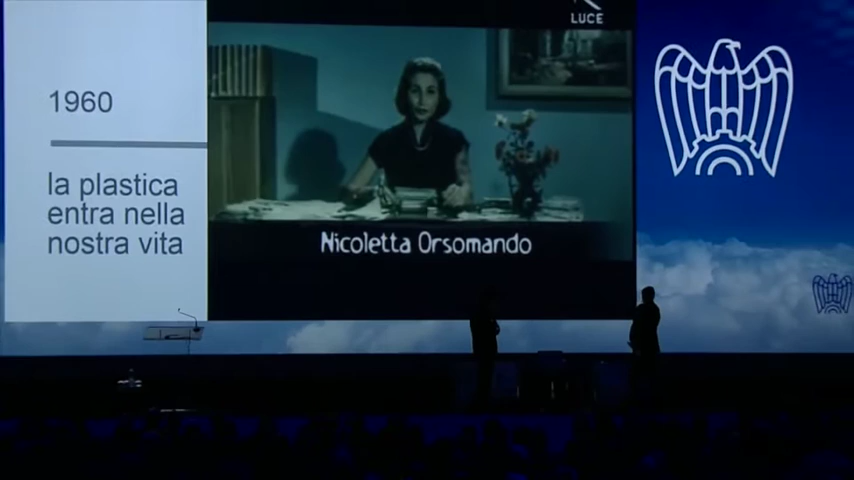 LUCE
1960
la plastica
entra nella
nostra vita
Nicoletta Orsomando